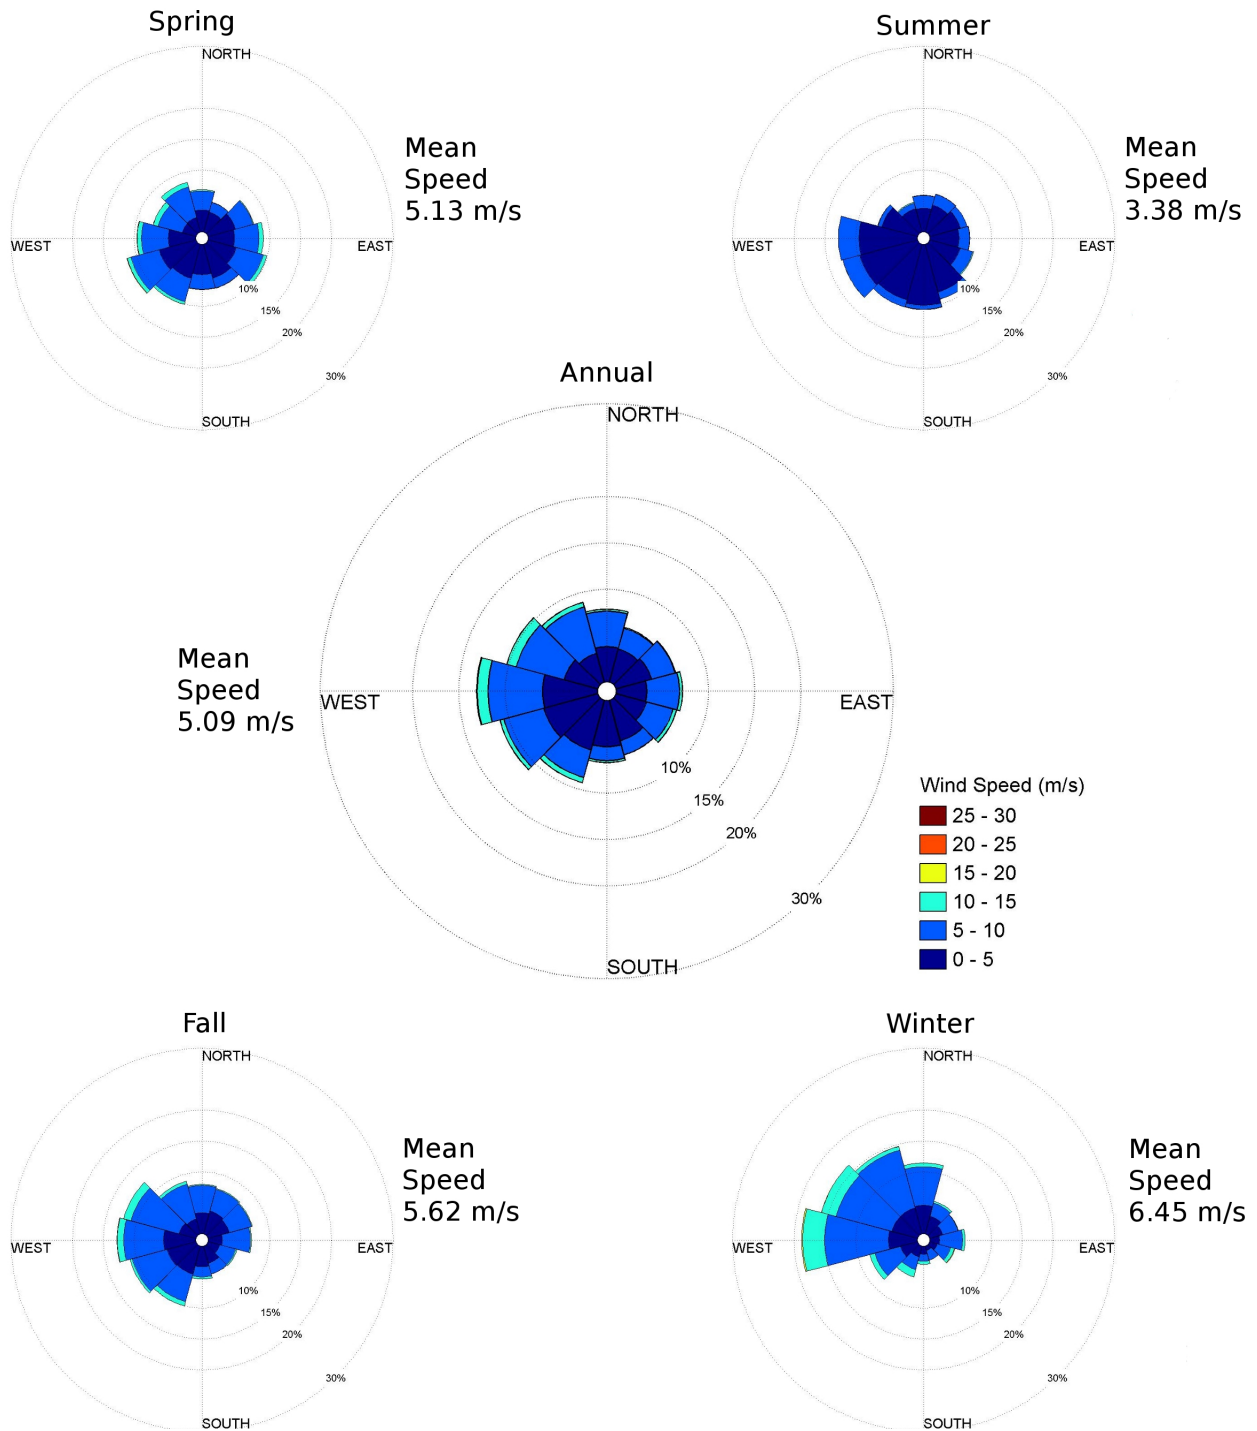 Spring
NORTH
Mean
Speed
5.13 m/s
WEST
EAST
10%
15%
20%
30%
SOUTH
Summer
NORTH
Mean
Speed
3.38 m/s
WEST
EAST
10%
15%
20%
30%
SOUTH
Annual
NORTH
Mean
Speed
5.09 m/s
WEST
EAST
10%
15%
20%
30%
SOUTH
Wind Speed (m/s)
25 - 30
20 - 25
15 - 20
10 - 15
5 - 10
0 - 5
Fall
NORTH
Mean
Speed
5.62 m/s
WEST
EAST
10%
15%
20%
30%
SOUTH
Winter
NORTH
Mean
Speed
6.45 m/s
WEST
EAST
10%
15%
20%
30%
SOUTH